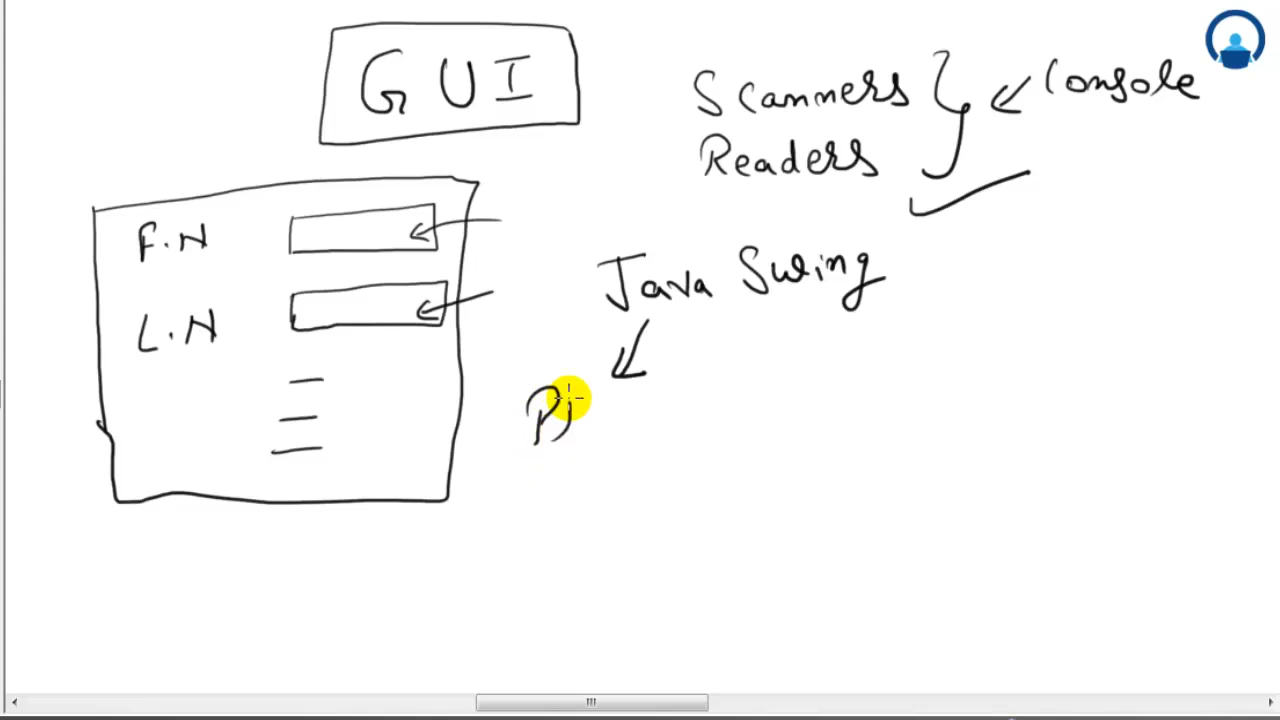 GUI
Scanners
Readers
Console
F.N
L.N
Java Swing